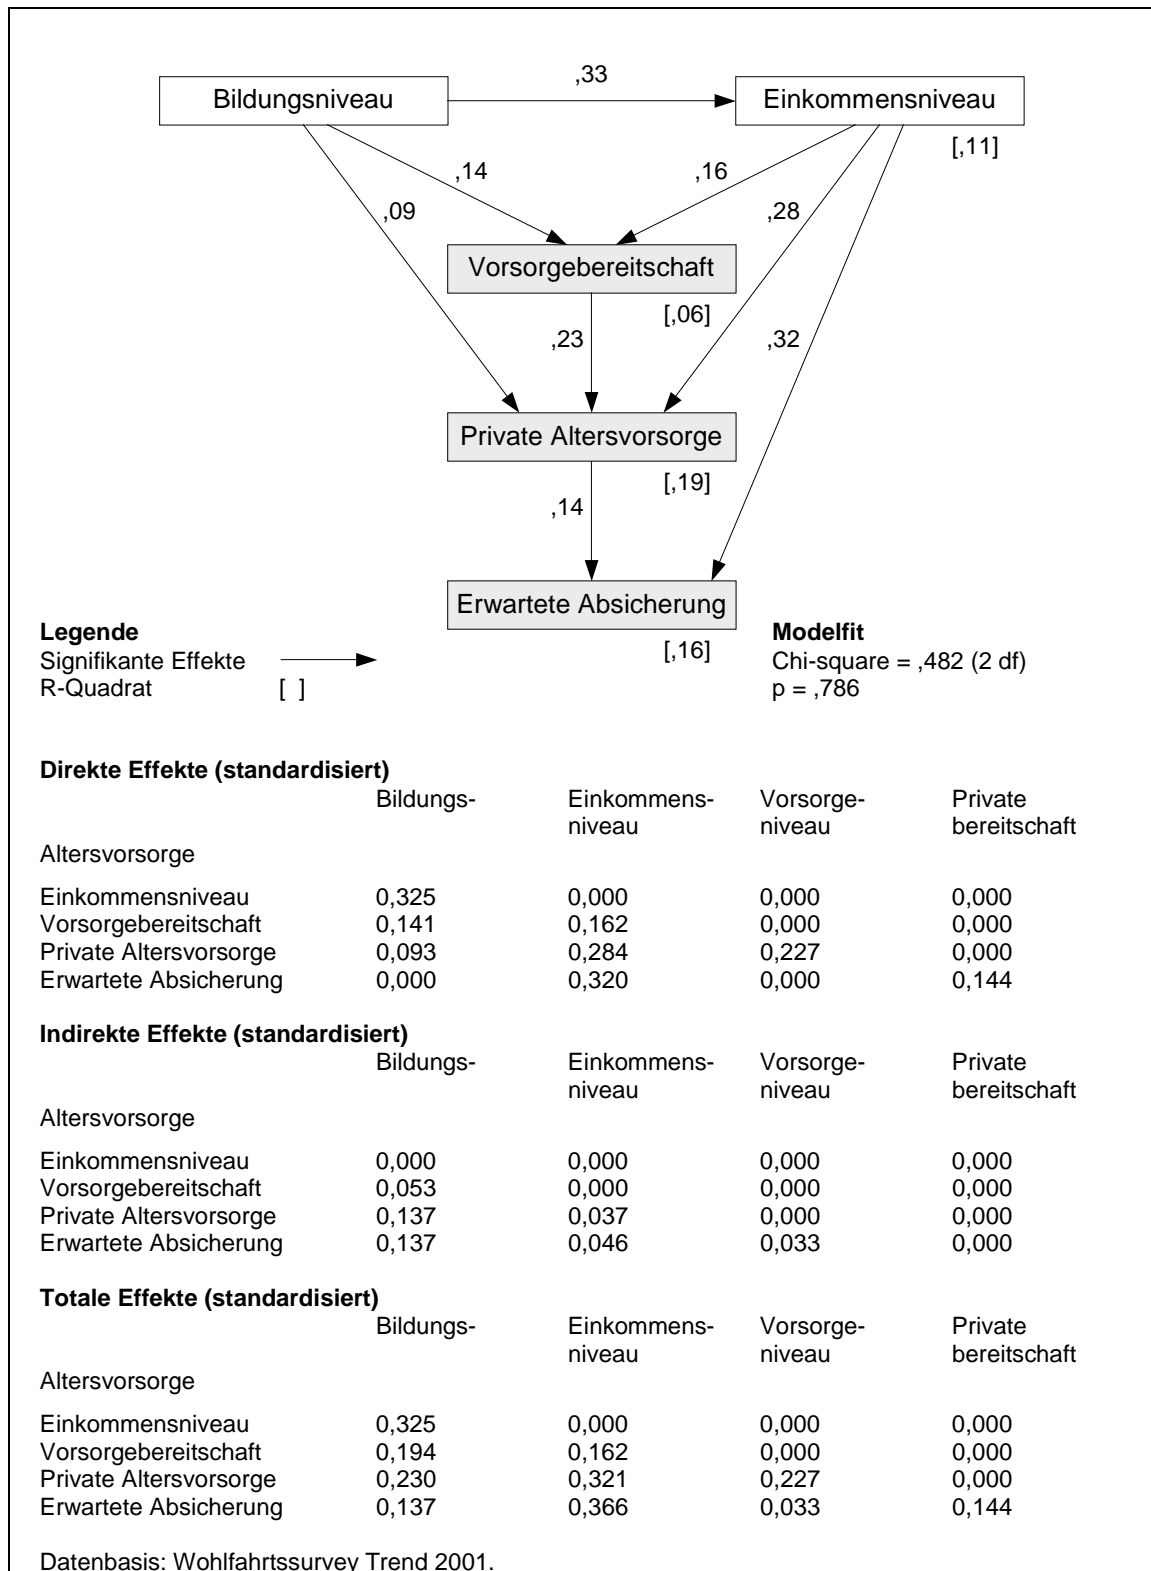 ,33
Bildungsniveau Einkommensniveau
[,11]
,14 ,16
,09 ,28
Vorsorgebereitschaft
[,06]
,23 ,32
Private Altersvorsorge
[,19]
,14
Erwartete Absicherung
[,16]
Legende
Signifikante Effekte
R-Quadrat [ ]
Modelfit
Chi-square = ,482 (2 df)
p = ,786
Direkte Effekte (standardisiert)
Bildungs- Einkommens- Vorsorge- Private
niveau niveau bereitschaft
Altersvorsorge
Einkommensniveau 0,325 0,000 0,000 0,000
Vorsorgebereitschaft 0,141 0,162 0,000 0,000
Private Altersvorsorge 0,093 0,284 0,227 0,000
Erwartete Absicherung 0,000 0,320 0,000 0,144
Indirekte Effekte (standardisiert)
Bildungs- Einkommens- Vorsorge- Private
niveau niveau bereitschaft
Altersvorsorge
Einkommensniveau 0,000 0,000 0,000 0,000
Vorsorgebereitschaft 0,053 0,000 0,000 0,000
Private Altersvorsorge 0,137 0,037 0,000 0,000
Erwartete Absicherung 0,137 0,046 0,033 0,000
Totale Effekte (standardisiert)
Bildungs- Einkommens- Vorsorge- Private
niveau niveau bereitschaft
Altersvorsorge
Einkommensniveau 0,325 0,000 0,000 0,000
Vorsorgebereitschaft 0,194 0,162 0,000 0,000
Private Altersvorsorge 0,230 0,321 0,227 0,000
Erwartete Absicherung 0,137 0,366 0,033 0,144
Datenbasis: Wohlfahrtssurvey Trend 2001.